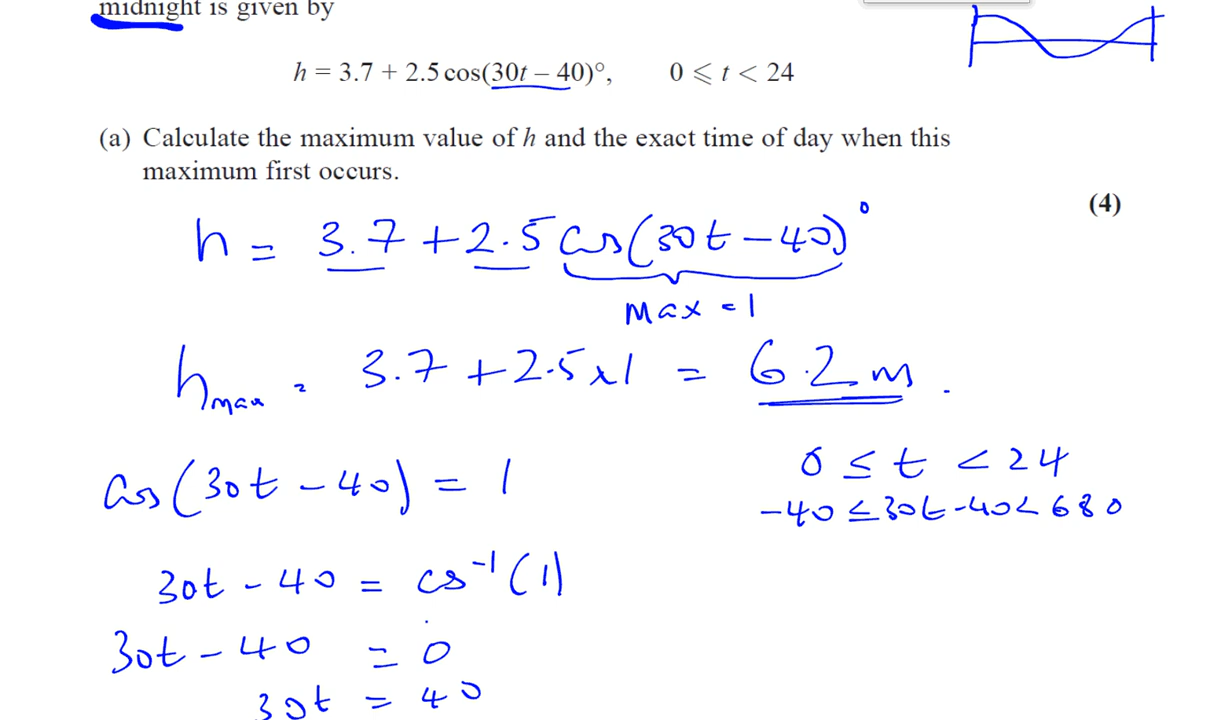 midnight is given by
h = 3.7 + 2.5 cos(30t – 40)°, 0 ⩽ t < 24
(a) Calculate the maximum value of h and the exact time of day when this
maximum first occurs.
(4)
h = 3.7 + 2.5 cos(30t – 40)°
Max = 1
h max = 3.7 + 2.5 x 1 = 6.2 m.
cos(30t – 40) = 1
0 ≤ t < 24
-40 ≤ 30t - 40 < 680
30t - 40 = cos⁻¹(1)
30t - 40 = 0
30t = 40